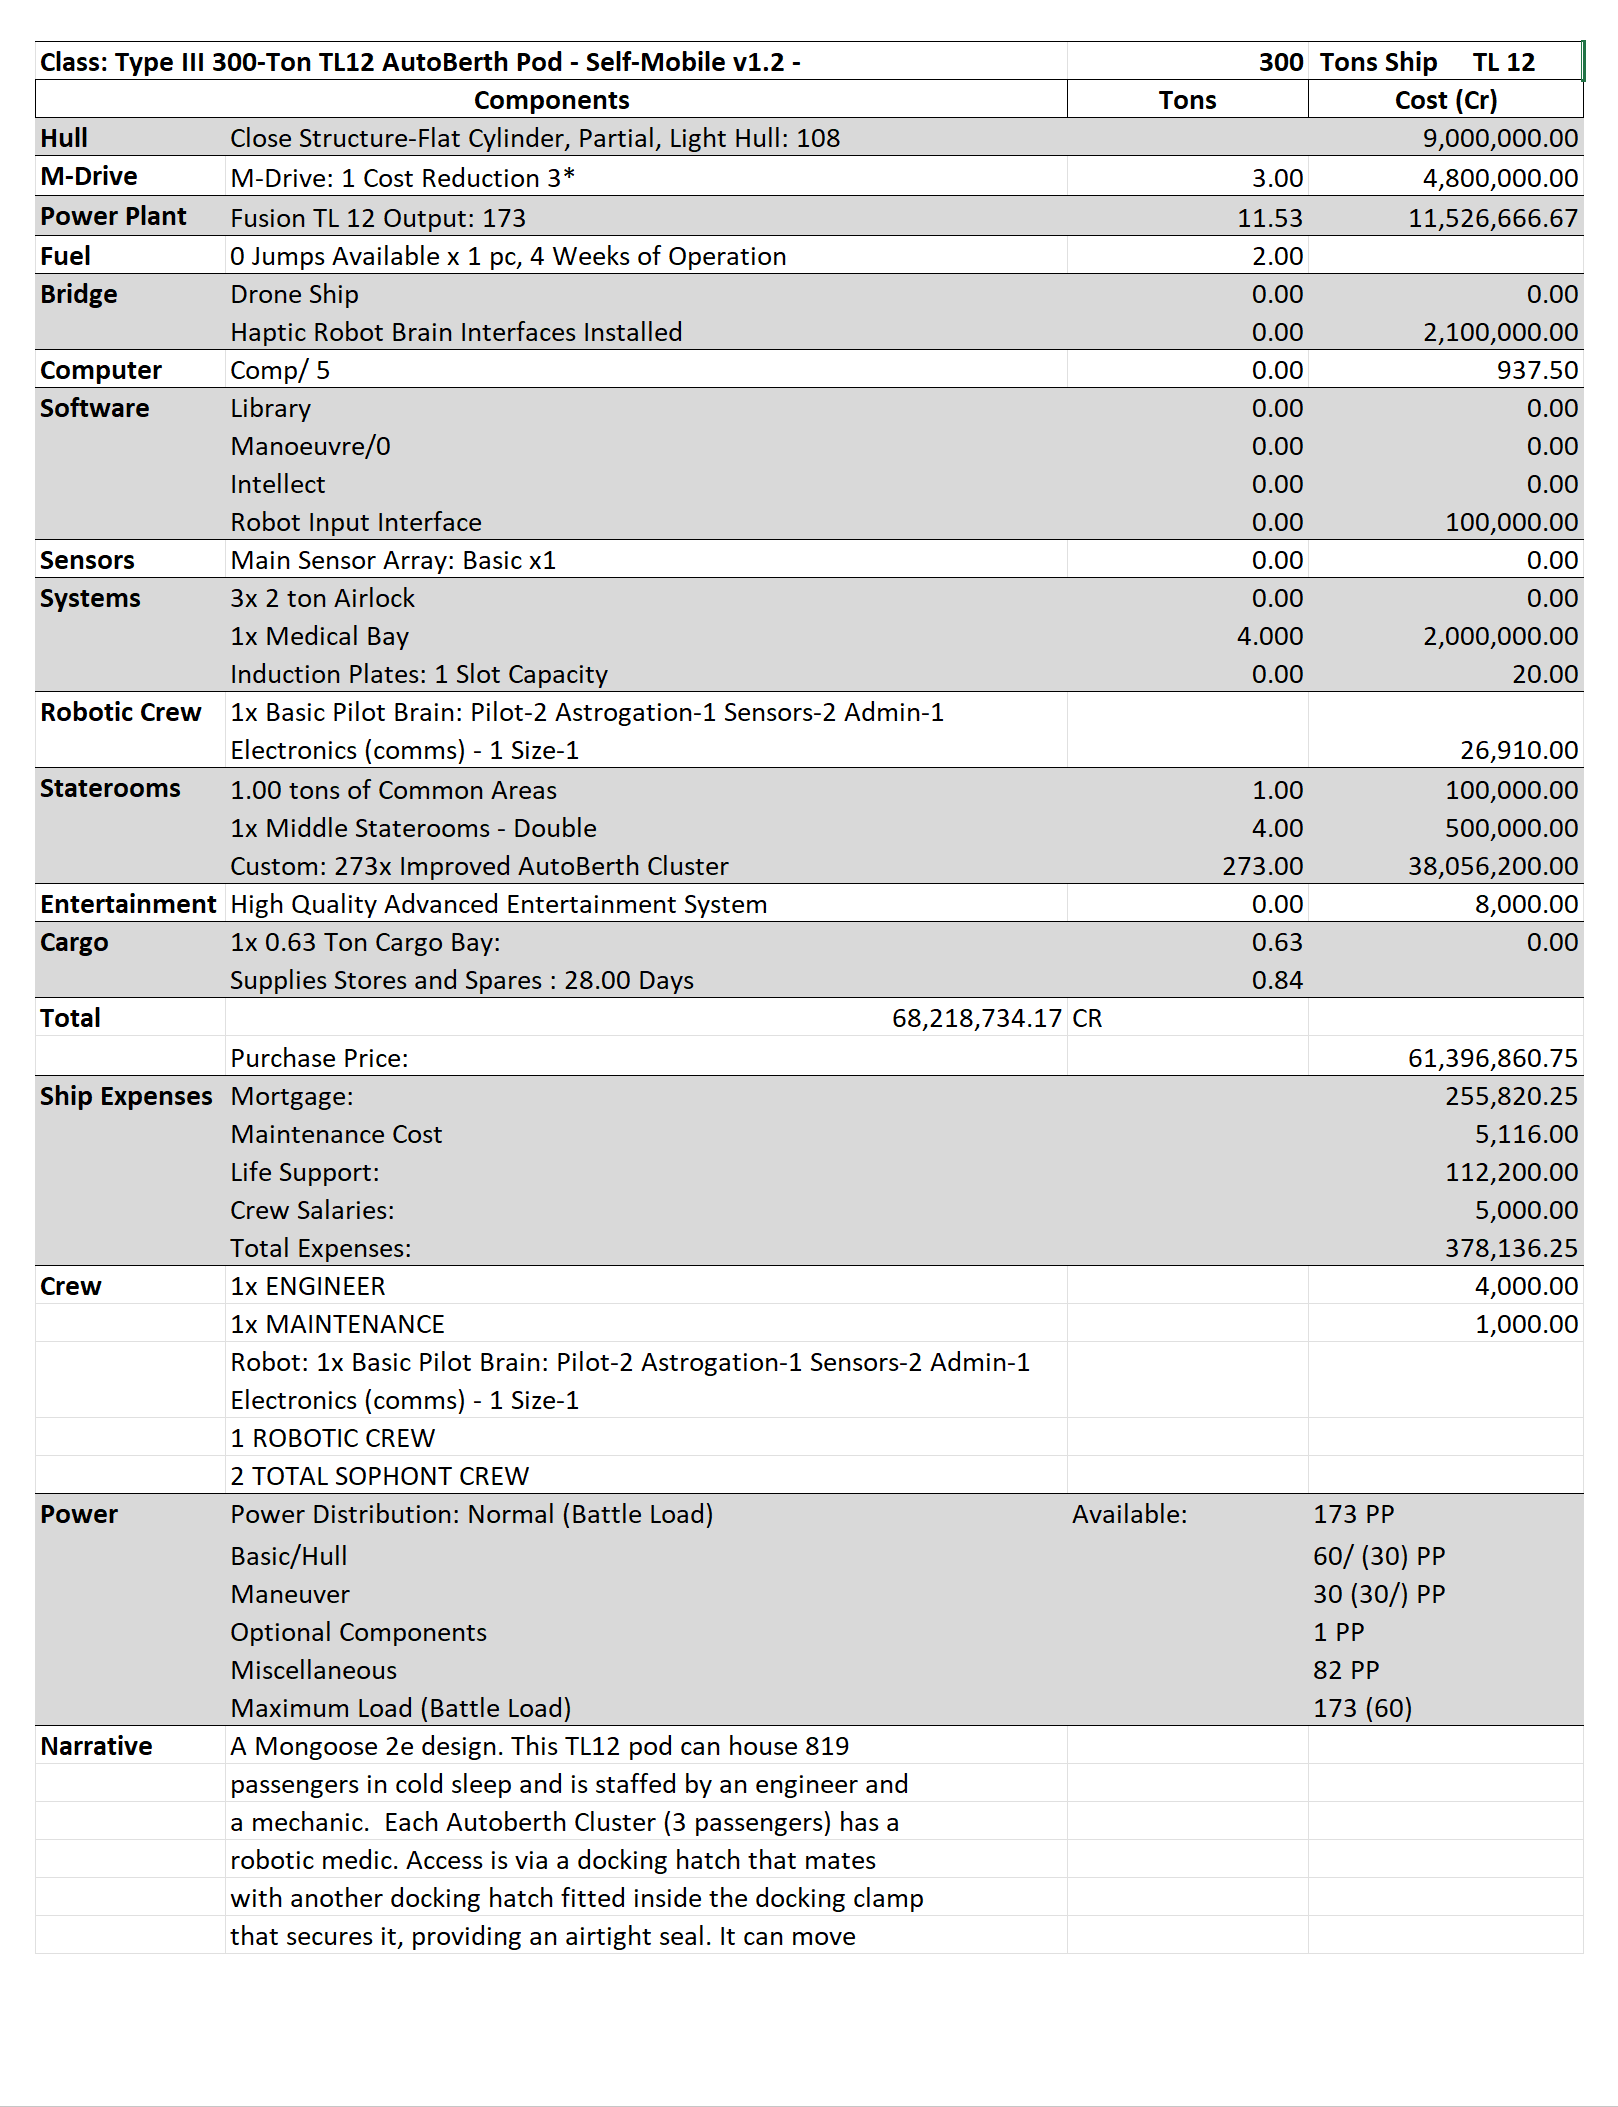 Class: Type III 300-Ton TL12 AutoBerth Pod - Self-Mobile v1.2 - 300 Tons Ship TL 12
Components Tons Cost (Cr)
Hull Close Structure-Flat Cylinder, Partial, Light Hull: 108 9,000,000.00
M-Drive M-Drive: 1 Cost Reduction 3* 3.00 4,800,000.00
Power Plant Fusion TL 12 Output: 173 11.53 11,526,666.67
Fuel 0 Jumps Available x 1 pc, 4 Weeks of Operation 2.00
Bridge Drone Ship 0.00 0.00
Haptic Robot Brain Interfaces Installed 0.00 2,100,000.00
Computer Comp/ 5 0.00 937.50
Software Library 0.00 0.00
Manoeuvre/0 0.00 0.00
Intellect 0.00 0.00
Robot Input Interface 0.00 100,000.00
Sensors Main Sensor Array: Basic x1 0.00 0.00
Systems 3x 2 ton Airlock 0.00 0.00
1x Medical Bay 4.000 2,000,000.00
Induction Plates: 1 Slot Capacity 0.00 20.00
Robotic Crew 1x Basic Pilot Brain: Pilot-2 Astrogation-1 Sensors-2 Admin-1
Electronics (comms) - 1 Size-1 26,910.00
Staterooms 1.00 tons of Common Areas 1.00 100,000.00
1x Middle Staterooms - Double 4.00 500,000.00
Custom: 273x Improved AutoBerth Cluster 273.00 38,056,200.00
Entertainment High Quality Advanced Entertainment System 0.00 8,000.00
Cargo 1x 0.63 Ton Cargo Bay: 0.63 0.00
Supplies Stores and Spares : 28.00 Days 0.84
Total 68,218,734.17 CR
Purchase Price: 61,396,860.75
Ship Expenses Mortgage: 255,820.25
Maintenance Cost 5,116.00
Life Support: 112,200.00
Crew Salaries: 5,000.00
Total Expenses: 378,136.25
Crew 1x ENGINEER 4,000.00
1x MAINTENANCE 1,000.00
Robot: 1x Basic Pilot Brain: Pilot-2 Astrogation-1 Sensors-2 Admin-1
Electronics (comms) - 1 Size-1
1 ROBOTIC CREW
2 TOTAL SOPHONT CREW
Power Power Distribution: Normal (Battle Load) Available: 173 PP
Basic/Hull 60/ (30) PP
Maneuver 30 (30/) PP
Optional Components 1 PP
Miscellaneous 82 PP
Maximum Load (Battle Load) 173 (60)
Narrative A Mongoose 2e design. This TL12 pod can house 819
passengers in cold sleep and is staffed by an engineer and
a mechanic.  Each Autoberth Cluster (3 passengers) has a
robotic medic. Access is via a docking hatch that mates
with another docking hatch fitted inside the docking clamp
that secures it, providing an airtight seal. It can move